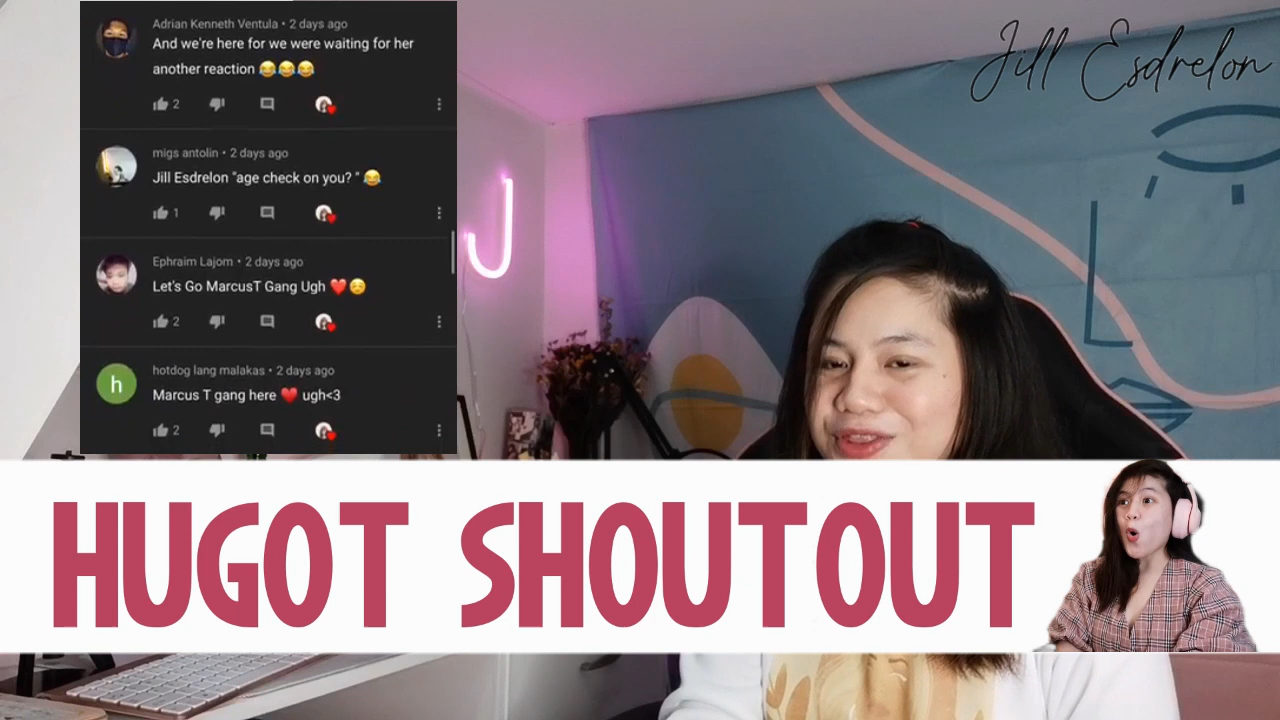 Adrian Kenneth Ventula • 2 days ago
And we're here for we were waiting for her
another reaction 😂😂😂
2
migs antolin • 2 days ago
Jill Esdrelon "age check on you? " 😂
1
Ephraim Lajom • 2 days ago
Let's Go MarcusT Gang Ugh ❤️☺️
2
h
hotdog lang malakas • 2 days ago
Marcus T gang here ❤️ ugh<3
2
Jill Esdrelon
J
HUGOT SHOUTOUT